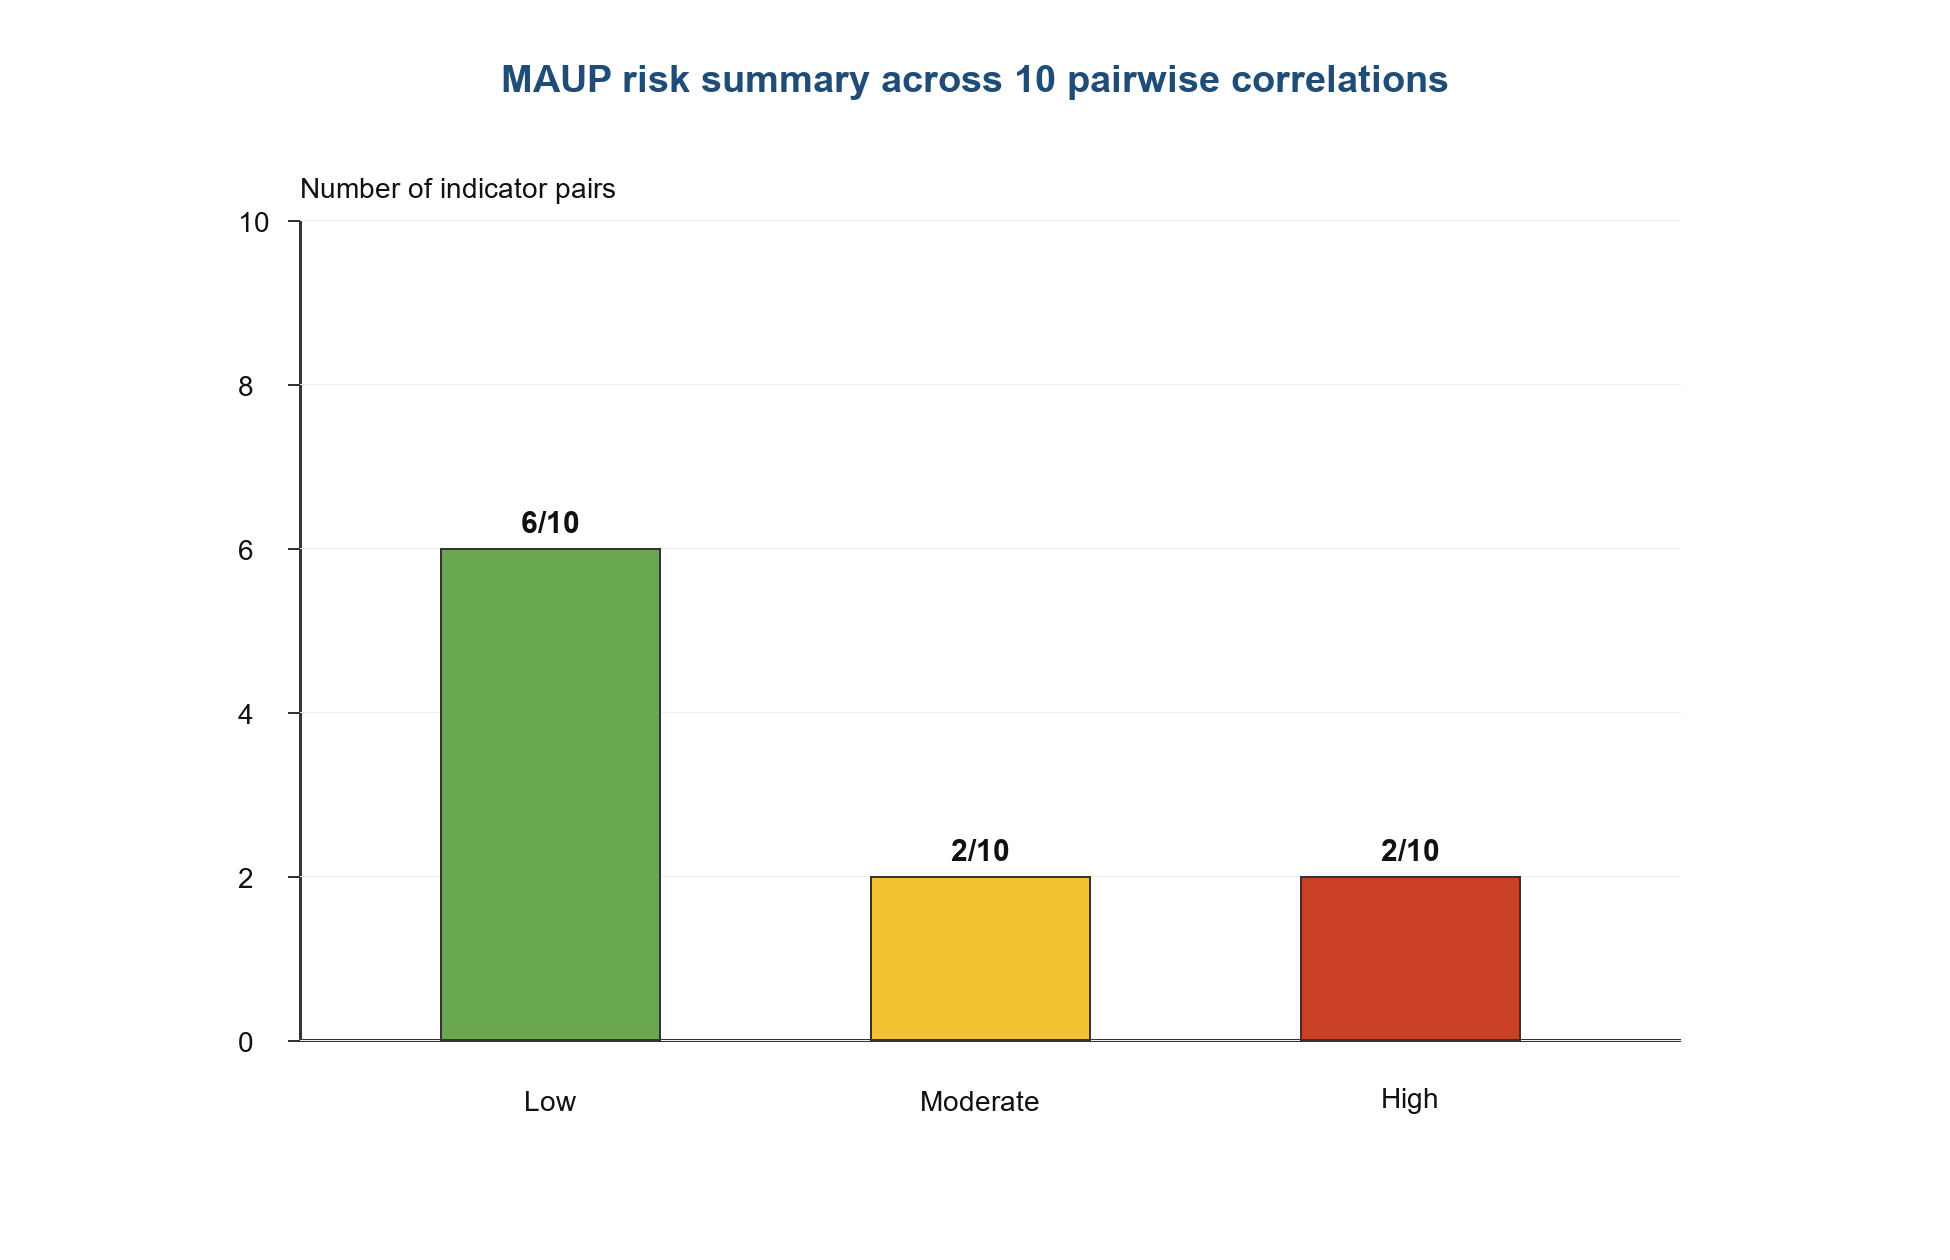 MAUP risk summary across 10 pairwise correlations
Number of indicator pairs
10
8
6
4
2
0
6/10
2/10
2/10
Low
Moderate
High